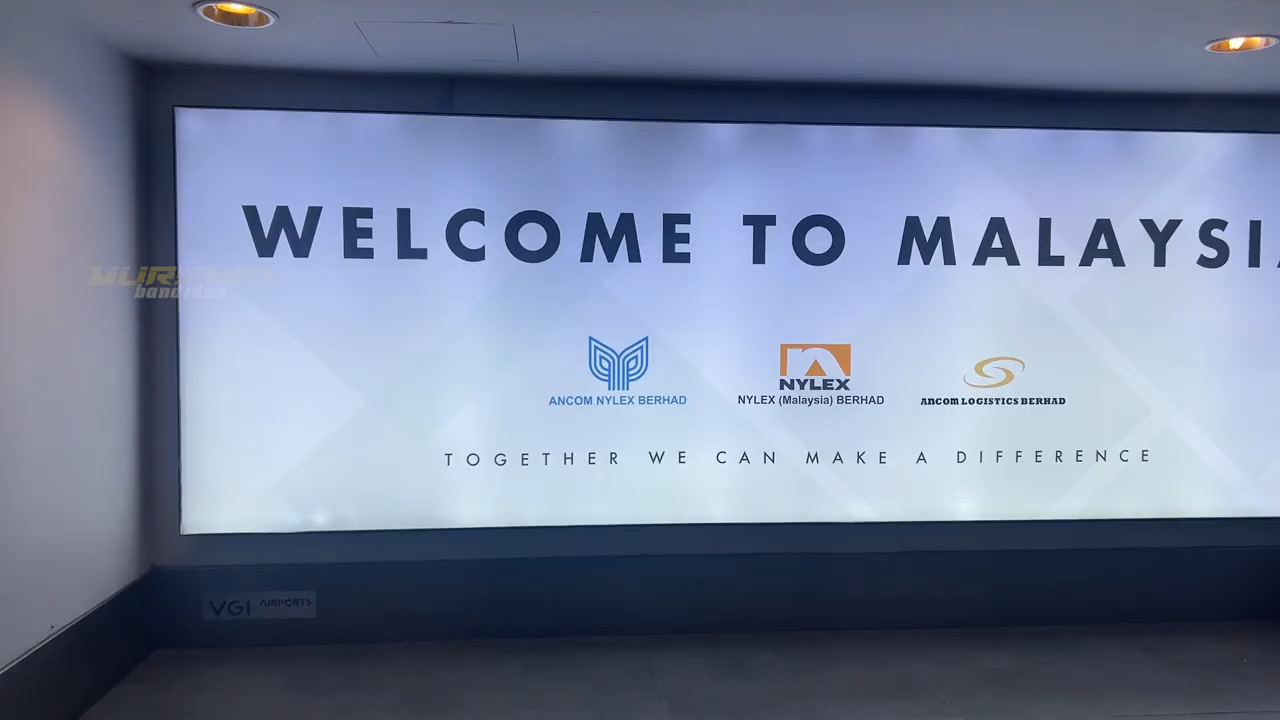 WELCOME TO MALAYSIA
ANCOM NYLEX BERHAD
NYLEX
NYLEX (Malaysia) BERHAD
ANCOM LOGISTICS BERHAD
TOGETHER WE CAN MAKE A DIFFERENCE
bandidos
VGI AIRPORTS